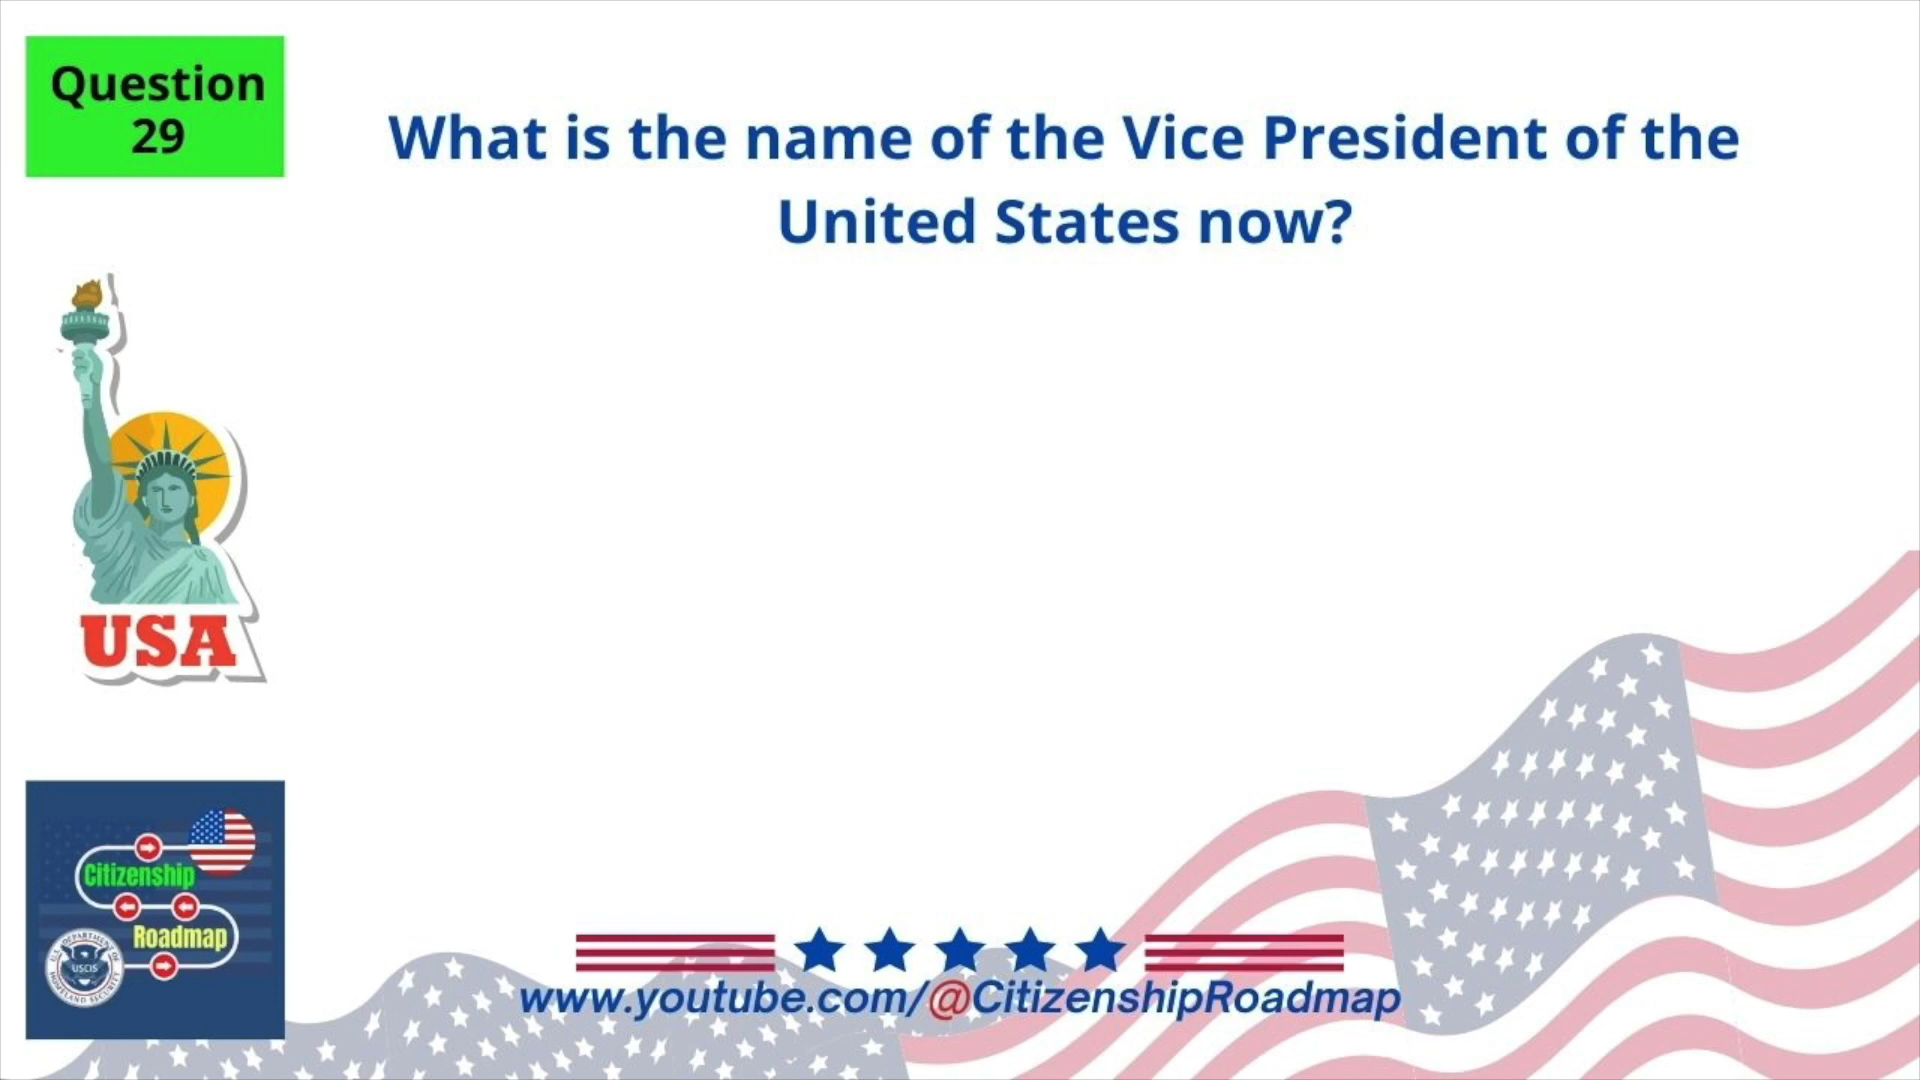 Question
29
What is the name of the Vice President of the
United States now?
USA
Citizenship
Roadmap
USCIS
www.youtube.com/@CitizenshipRoadmap